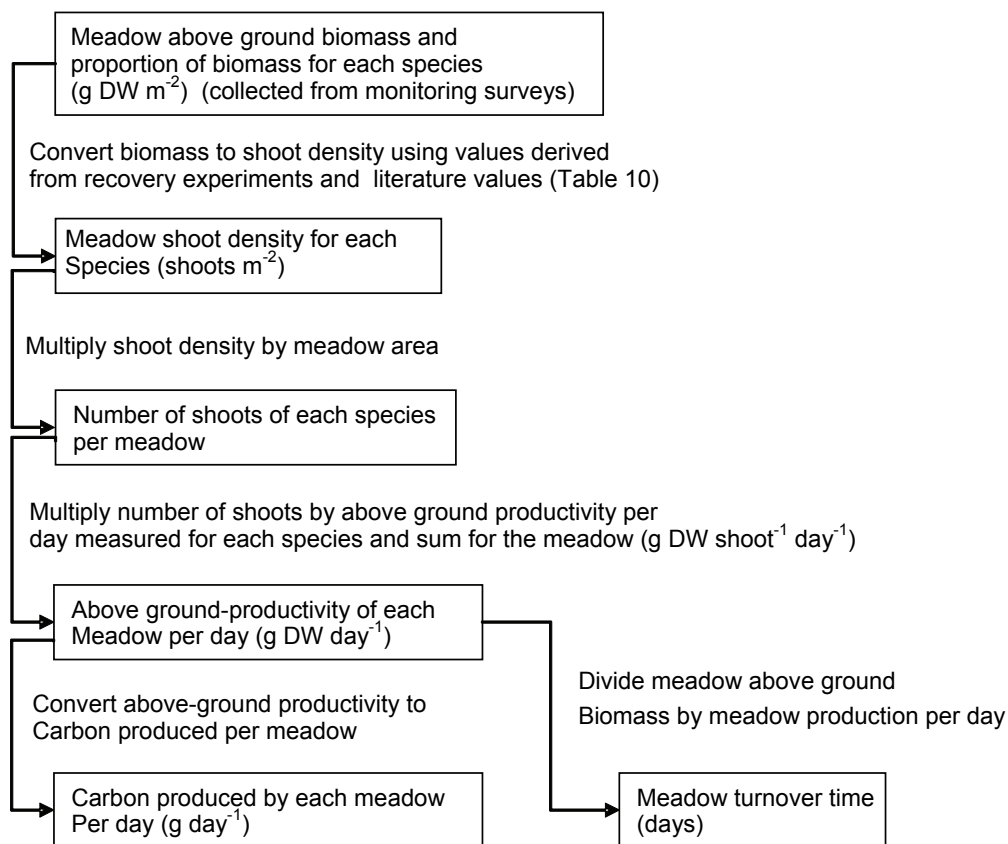 Meadow above ground biomass and
proportion of biomass for each species
(g DW m⁻²) (collected from monitoring surveys)
Convert biomass to shoot density using values derived
from recovery experiments and literature values (Table 10)
Meadow shoot density for each
Species (shoots m⁻²)
Multiply shoot density by meadow area
Number of shoots of each species
per meadow
Multiply number of shoots by above ground productivity per
day measured for each species and sum for the meadow (g DW shoot⁻¹ day⁻¹)
Above ground-productivity of each
Meadow per day (g DW day⁻¹)
Convert above-ground productivity to
Carbon produced per meadow
Divide meadow above ground
Biomass by meadow production per day
Carbon produced by each meadow
Per day (g day⁻¹)
Meadow turnover time
(days)